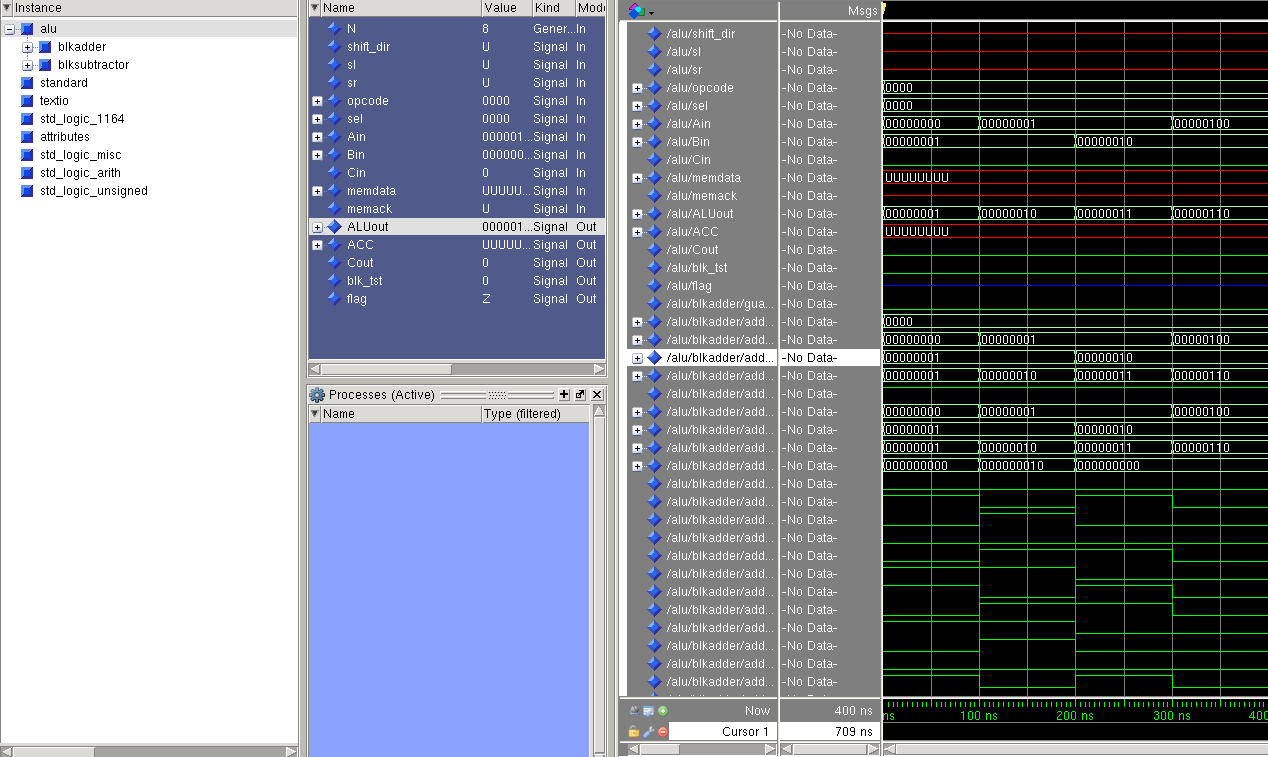 Instance
alu
blkadder
blksubtractor
standard
textio
std_logic_1164
attributes
std_logic_misc
std_logic_arith
std_logic_unsigned
Name Value Kind Mode
N 8 Gener... In
shift_dir U Signal In
sl U Signal In
sr U Signal In
opcode 0000 Signal In
sel 0000 Signal In
Ain 000001... Signal In
Bin 000000... Signal In
Cin 0 Signal In
memdata UUUUU... Signal In
memack U Signal In
ALUout 000001... Signal Out
ACC UUUUU... Signal Out
Cout 0 Signal Out
blk_tst 0 Signal Out
flag Z Signal Out
Processes (Active)
Name Type (filtered)
Msgs
/alu/shift_dir -No Data-
/alu/sl -No Data-
/alu/sr -No Data-
/alu/opcode -No Data- 0000
/alu/sel -No Data- 0000
/alu/Ain -No Data- 00000000 00000001 00000100
/alu/Bin -No Data- 00000001 00000010
/alu/Cin -No Data-
/alu/memdata -No Data- UUUUUUUU
/alu/memack -No Data-
/alu/ALUout -No Data- 00000001 00000010 00000011 00000110
/alu/ACC -No Data- UUUUUUUU
/alu/Cout -No Data-
/alu/blk_tst -No Data-
/alu/flag -No Data-
/alu/blkadder/gua... -No Data-
/alu/blkadder/add... -No Data- 0000
/alu/blkadder/add... -No Data- 00000000 00000001 00000100
/alu/blkadder/add... -No Data- 00000001 00000010
/alu/blkadder/add... -No Data- 00000001 00000010 00000011 00000110
/alu/blkadder/add... -No Data-
/alu/blkadder/add... -No Data- 00000000 00000001 00000100
/alu/blkadder/add... -No Data- 00000001 00000010
/alu/blkadder/add... -No Data- 00000001 00000010 00000011 00000110
/alu/blkadder/add... -No Data- 000000000 000000010 000000000
/alu/blkadder/add... -No Data-
/alu/blkadder/add... -No Data-
/alu/blkadder/add... -No Data-
/alu/blkadder/add... -No Data-
/alu/blkadder/add... -No Data-
/alu/blkadder/add... -No Data-
/alu/blkadder/add... -No Data-
/alu/blkadder/add... -No Data-
/alu/blkadder/add... -No Data-
/alu/blkadder/add... -No Data-
/alu/blkadder/add... -No Data-
/alu/blkadder/add... -No Data-
Now 400 ns ns 100 ns 200 ns 300 ns 400
Cursor 1 709 ns